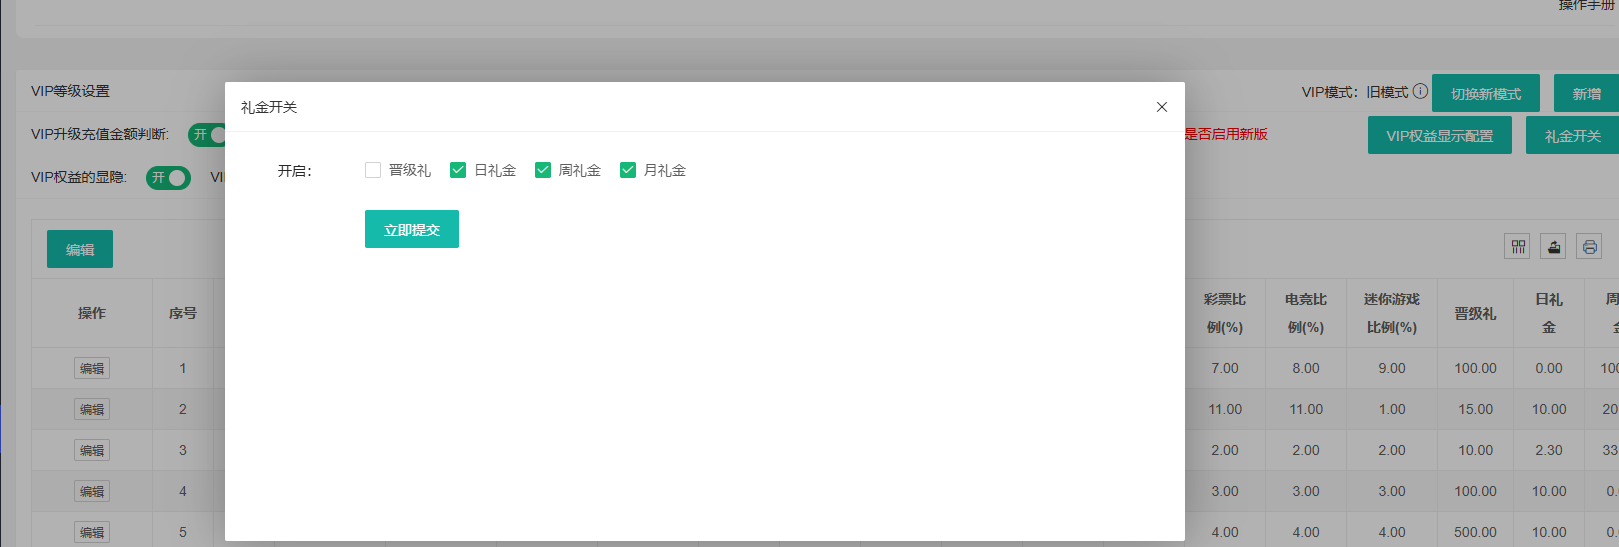 操作手册
VIP等级设置
VIP模式：旧模式
切换新模式
新增
VIP升级充值金额判断:
开
是否启用新版
VIP权益显示配置
礼金开关
VIP权益的显隐:
开
礼金开关
开启：
晋级礼
日礼金
周礼金
月礼金
立即提交
编辑
操作
序号
彩票比
例(%)
电竞比
例(%)
迷你游戏
比例(%)
晋级礼
日礼
金
编辑 1 7.00 8.00 9.00 100.00 0.00
编辑 2 11.00 11.00 1.00 15.00 10.00
编辑 3 2.00 2.00 2.00 10.00 2.30
编辑 4 3.00 3.00 3.00 100.00 10.00
编辑 5 4.00 4.00 4.00 500.00 10.00